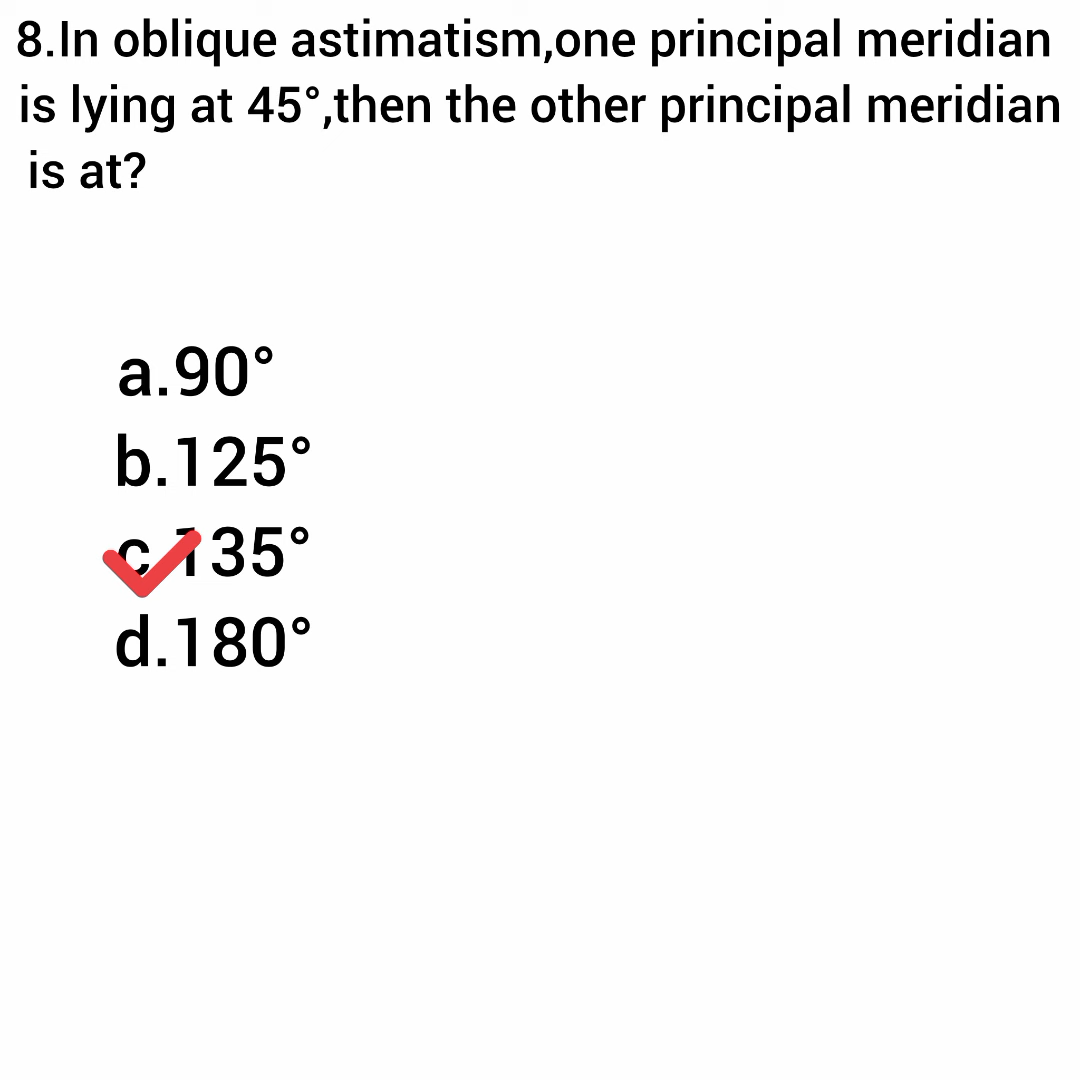 8.In oblique astimatism,one principal meridian
is lying at 45°,then the other principal meridian
is at?
a.90°
b.125°
c.135°
d.180°